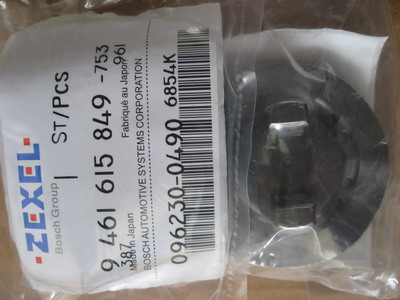 ZEXEL
Bosch Group
1 ST/PCS
9 461 615 849 -753
387 961
Made in Japan Fabriqué au Japon
BOSCH AUTOMOTIVE SYSTEMS CORPORATION
096230-0490 6854K